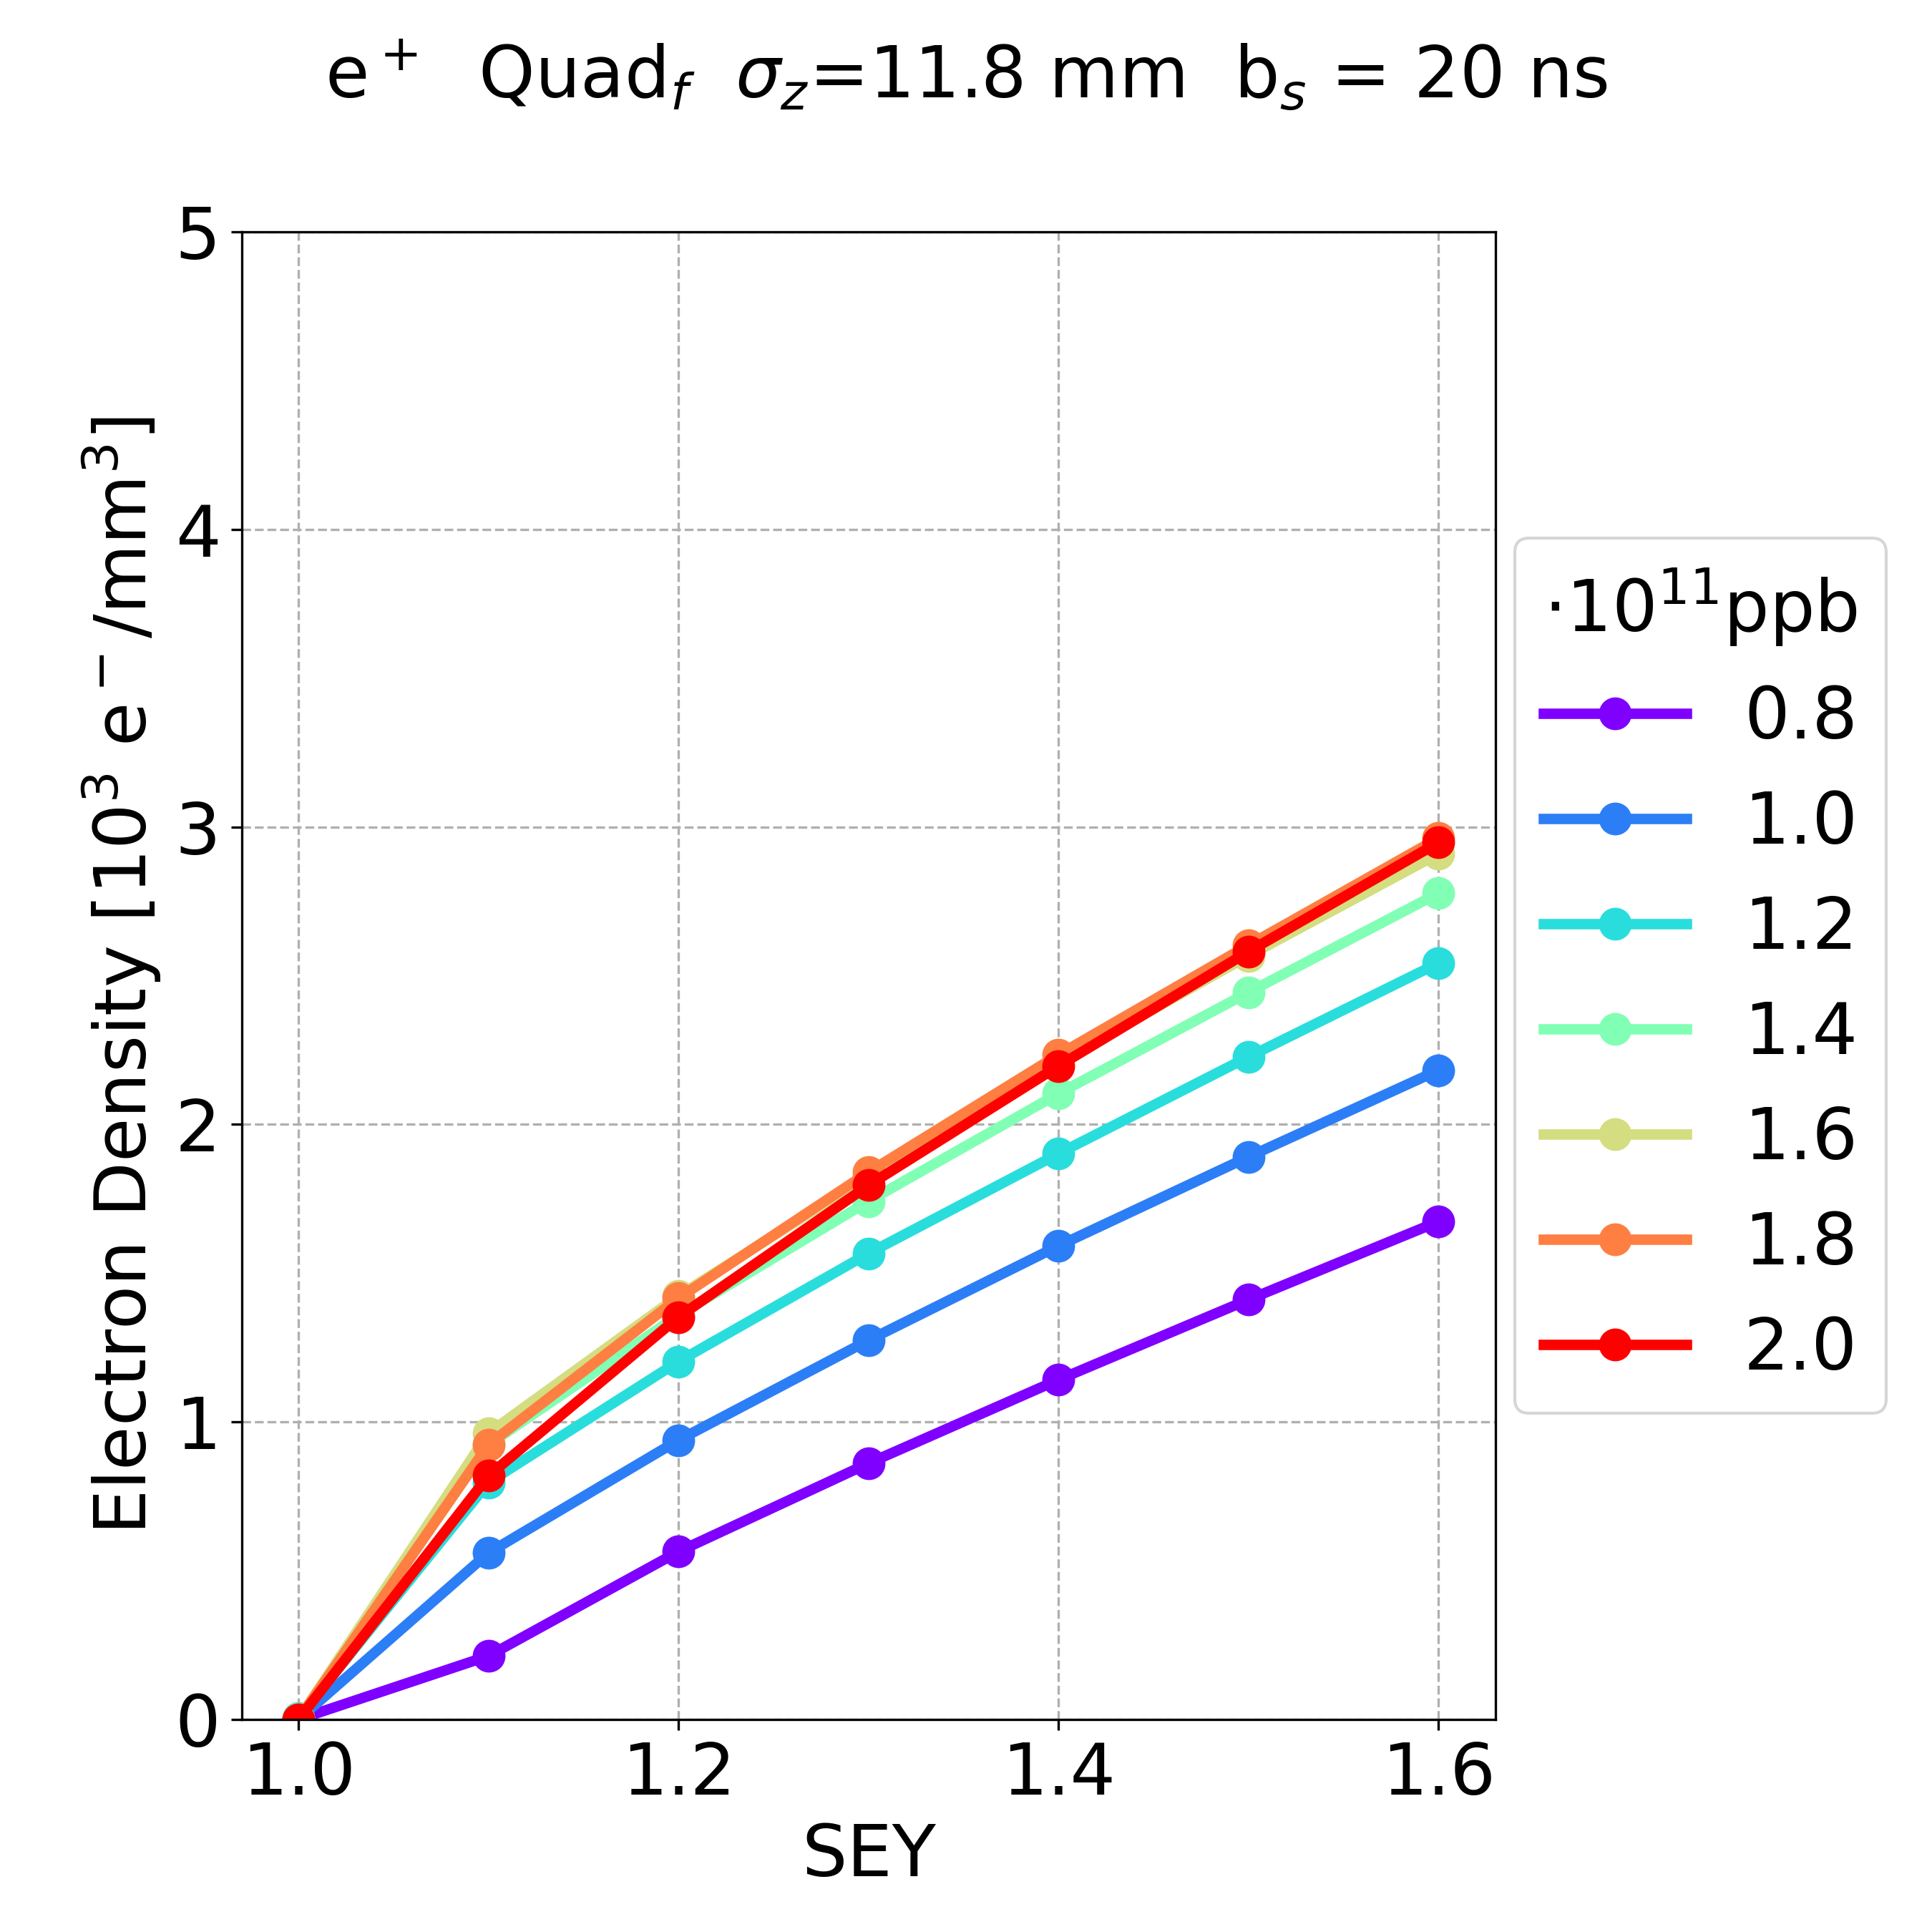 e⁺ Quad_f σ_z=11.8 mm b_s = 20 ns
5
4
3
2
1
0
Electron Density [10³ e⁻/mm³]
1.0 1.2 1.4 1.6
SEY
·10¹¹ppb
0.8
1.0
1.2
1.4
1.6
1.8
2.0